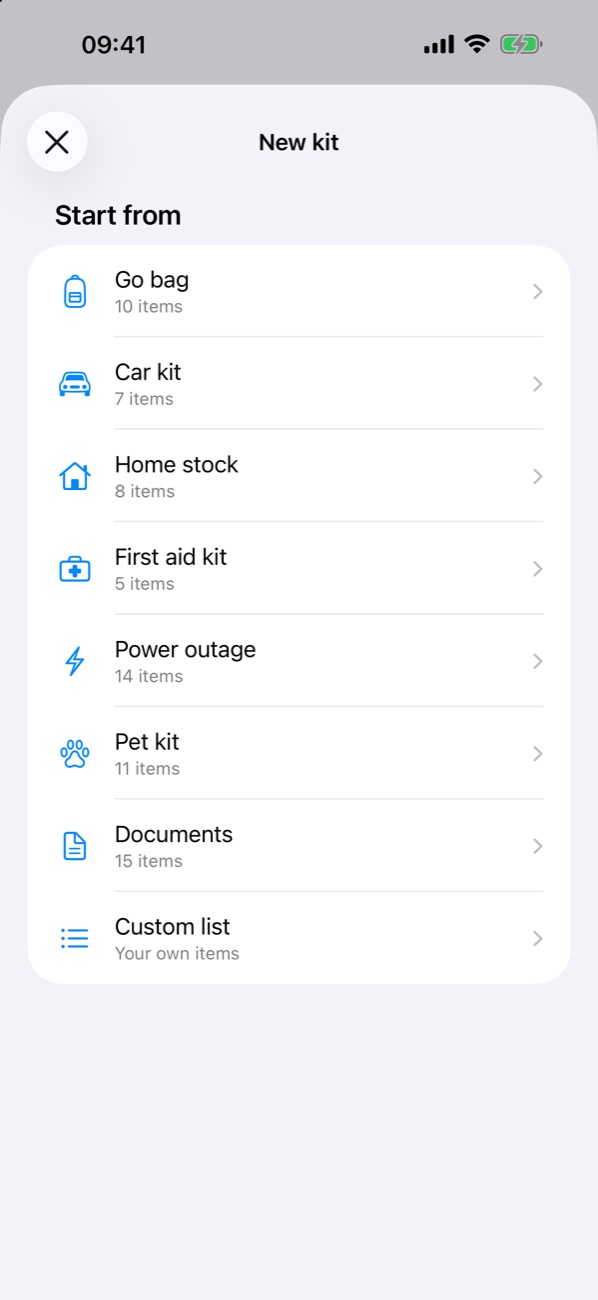 09:41
New kit
Start from
Go bag
10 items
Car kit
7 items
Home stock
8 items
First aid kit
5 items
Power outage
14 items
Pet kit
11 items
Documents
15 items
Custom list
Your own items